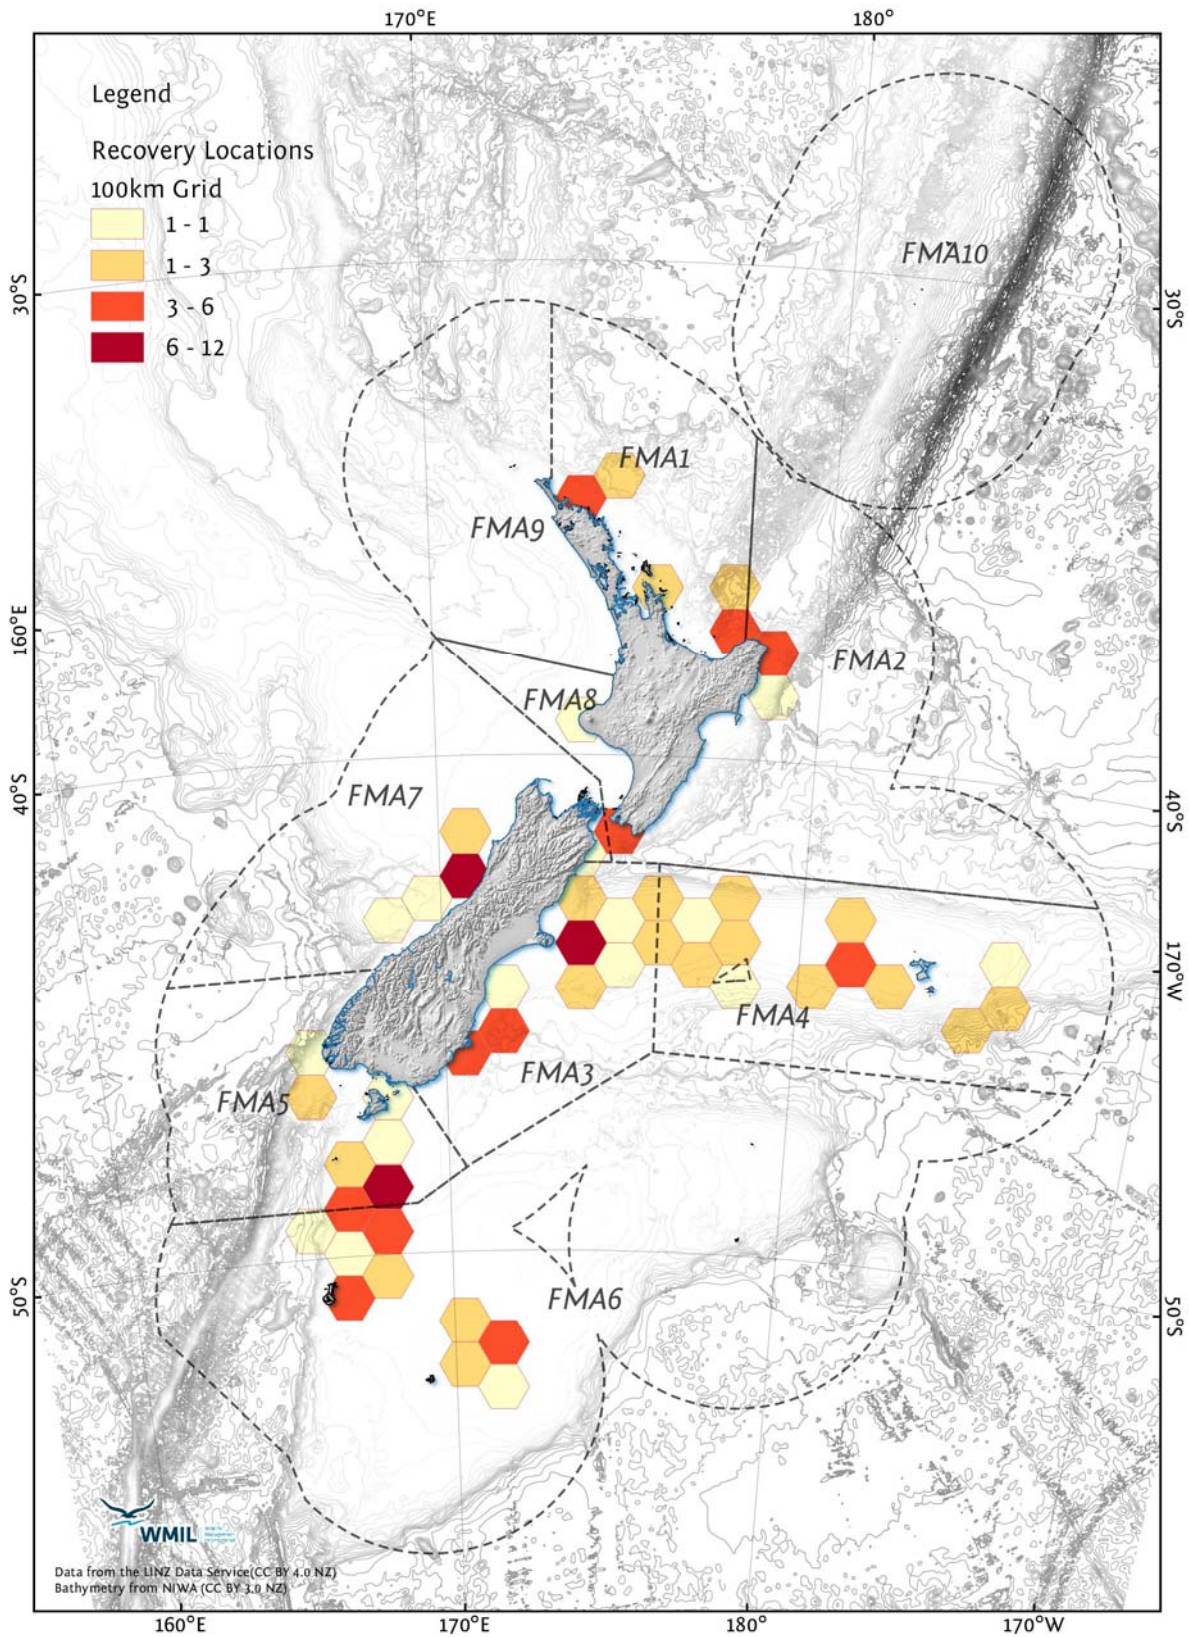 170°E
180°
Legend
Recovery Locations
100km Grid
1 - 1
1 - 3
3 - 6
6 - 12
FMA10
30°S
30°S
FMA1
FMA9
160°E
FMA2
FMA8
40°S
FMA7
40°S
170°W
FMA4
FMA3
FMA5
50°S
FMA6
50°S
WMIL
Data from the LINZ Data Service(CC BY 4.0 NZ)
Bathymetry from NIWA (CC BY 3.0 NZ)
160°E
170°E
180°
170°W